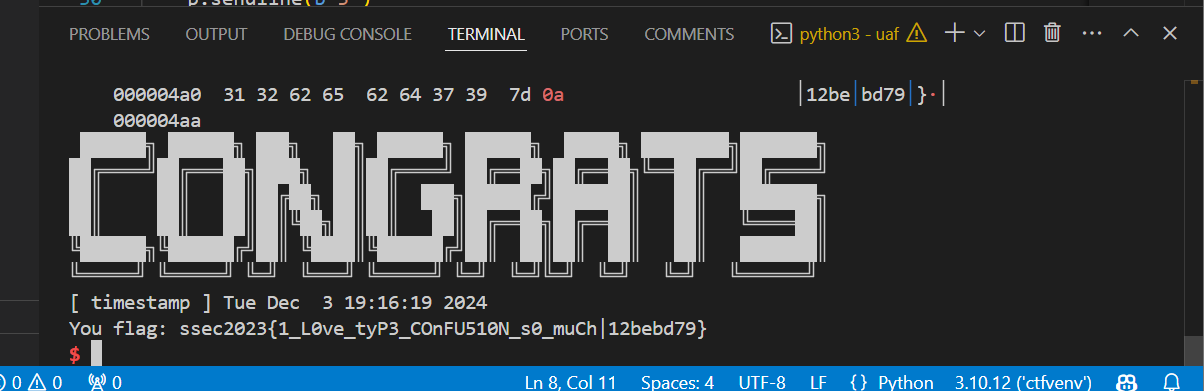 p.sendline(b"5")
PROBLEMS OUTPUT DEBUG CONSOLE TERMINAL PORTS COMMENTS python3 - uaf
000004a0 31 32 62 65 62 64 37 39 7d 0a |12be|bd79|}·|
000004aa
CONGRATS
[ timestamp ] Tue Dec 3 19:16:19 2024
You flag: ssec2023{1_L0ve_tyP3_COnFU510N_s0_muCh|12bebd79}
$
0 0 0 Ln 8, Col 11 Spaces: 4 UTF-8 LF {} Python 3.10.12 ('ctfvenv')